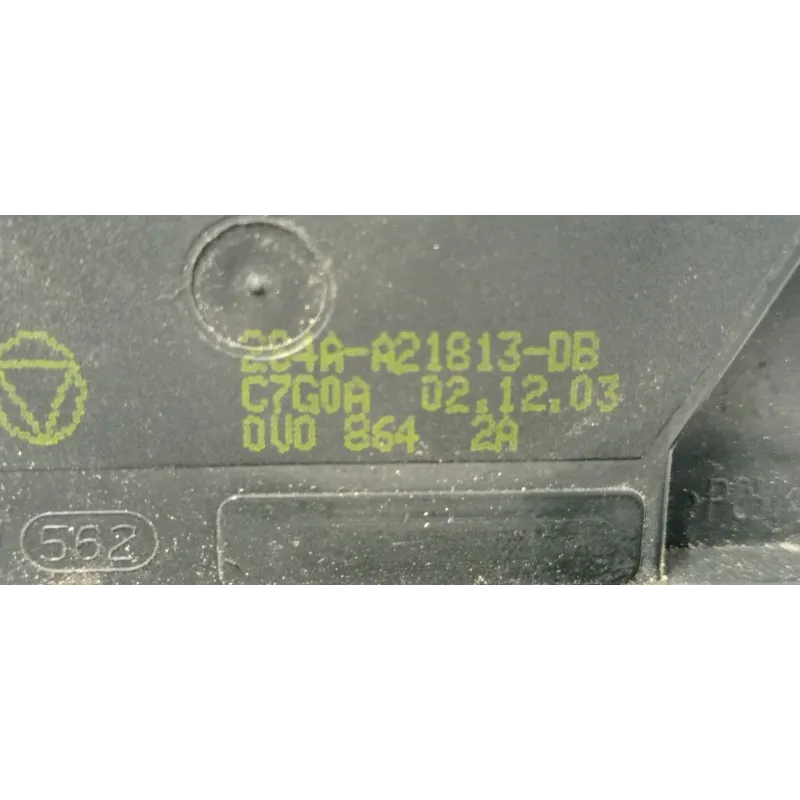 2S4A-A21813-DB
C7G0A 02.12.03
0V0 864 2A
562